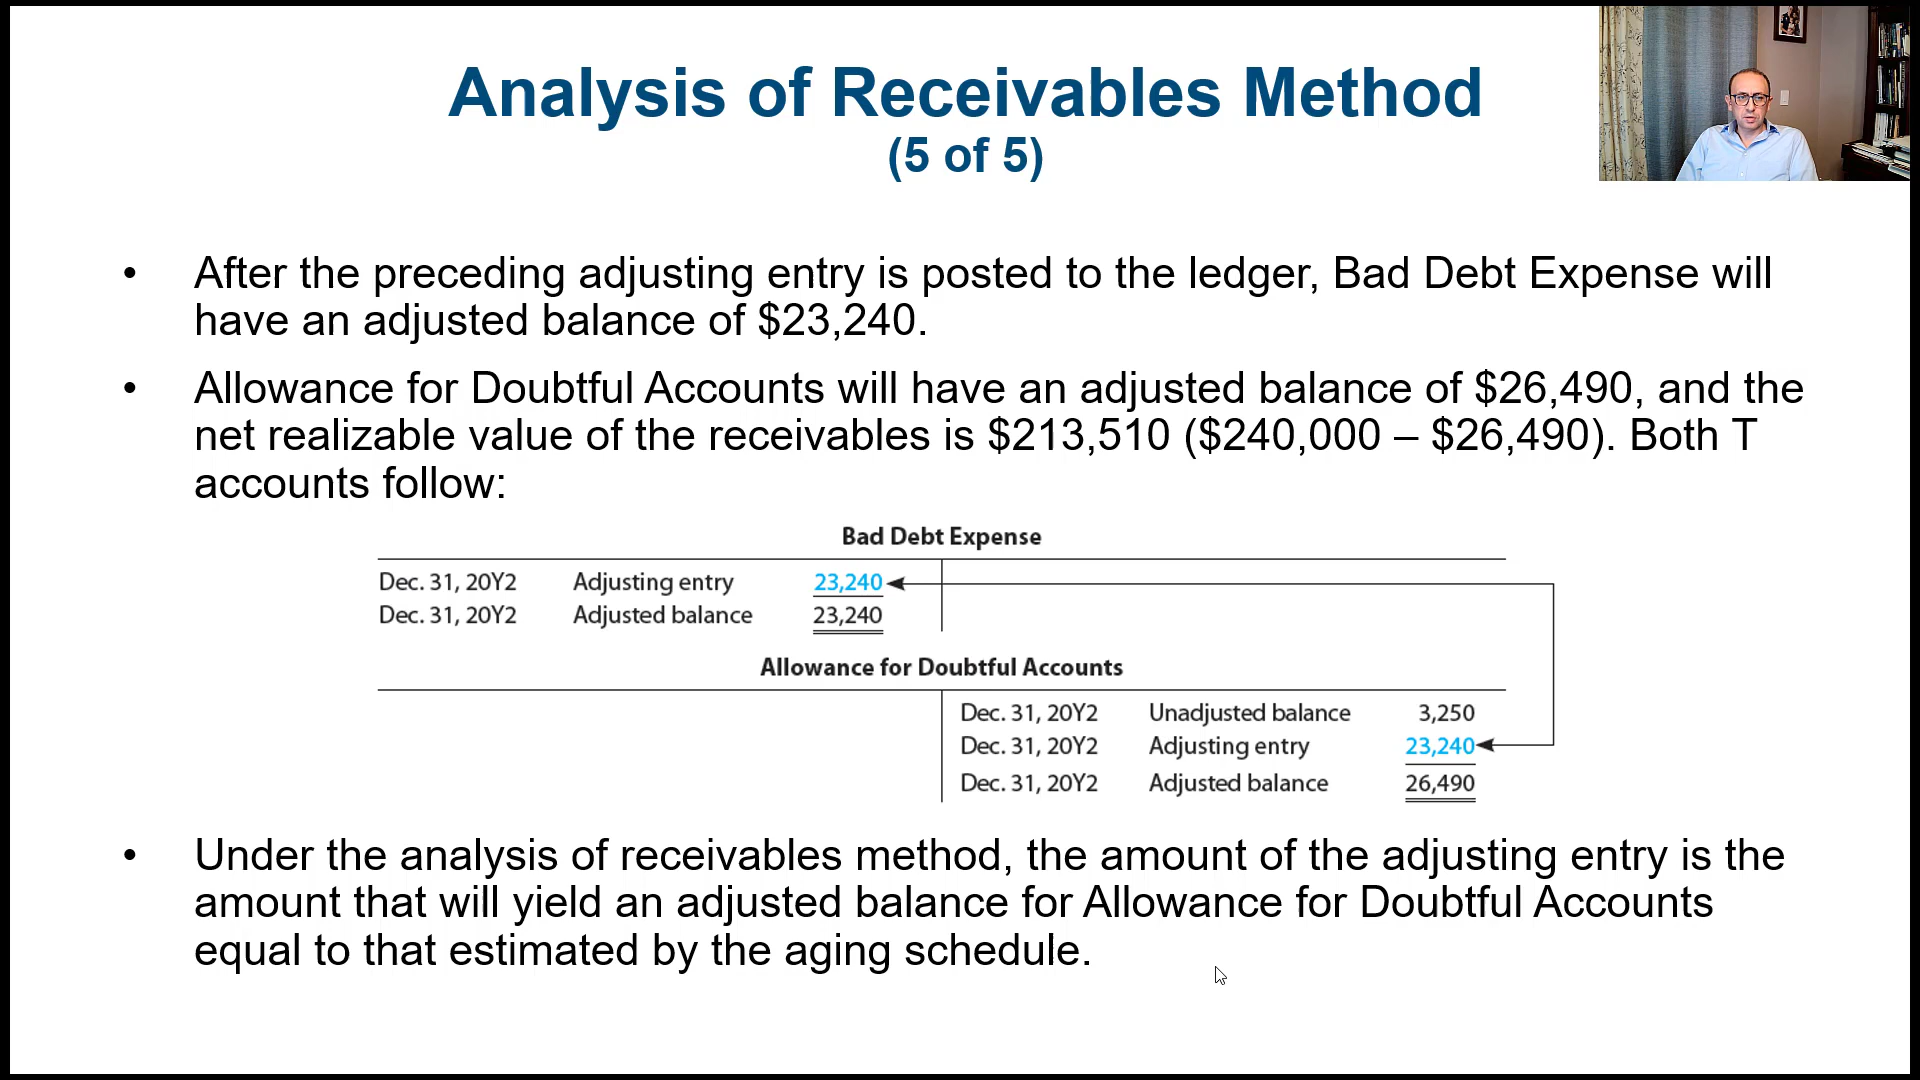 Analysis of Receivables Method
(5 of 5)
• After the preceding adjusting entry is posted to the ledger, Bad Debt Expense will
have an adjusted balance of $23,240.
• Allowance for Doubtful Accounts will have an adjusted balance of $26,490, and the
net realizable value of the receivables is $213,510 ($240,000 – $26,490). Both T
accounts follow:
Bad Debt Expense
Dec. 31, 20Y2 Adjusting entry 23,240
Dec. 31, 20Y2 Adjusted balance 23,240
Allowance for Doubtful Accounts
Dec. 31, 20Y2 Unadjusted balance 3,250
Dec. 31, 20Y2 Adjusting entry 23,240
Dec. 31, 20Y2 Adjusted balance 26,490
• Under the analysis of receivables method, the amount of the adjusting entry is the
amount that will yield an adjusted balance for Allowance for Doubtful Accounts
equal to that estimated by the aging schedule.